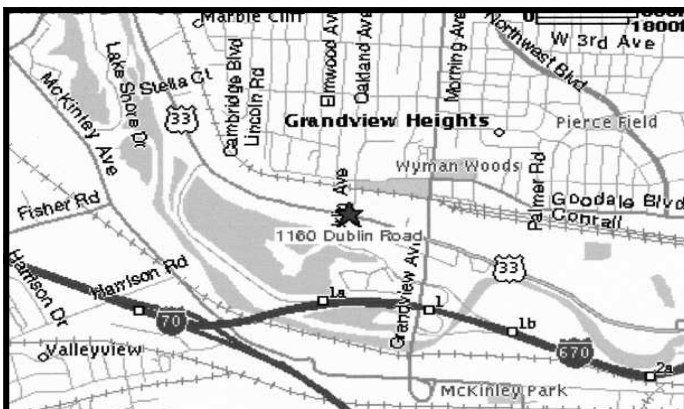 Marble Cliff
1800ft
W 3rd Ave
Northwest Blvd
Lake Shore Dr
McKinley Ave
Stella Ct
33
Cambridge Blvd
Lincoln Rd
Elmwood Ave
Oakland Ave
Morning Ave
Grandview Heights
Pierce Field
Wyman Woods
Palmer Rd
Goodale Blvd
Conrail
Ave
1160 Dublin Road
Fisher Rd
Harrison Dr
Harrison Rd
33
Grandview Av
1a
1
1b
70
670
2a
Valleyview
McKinley Park